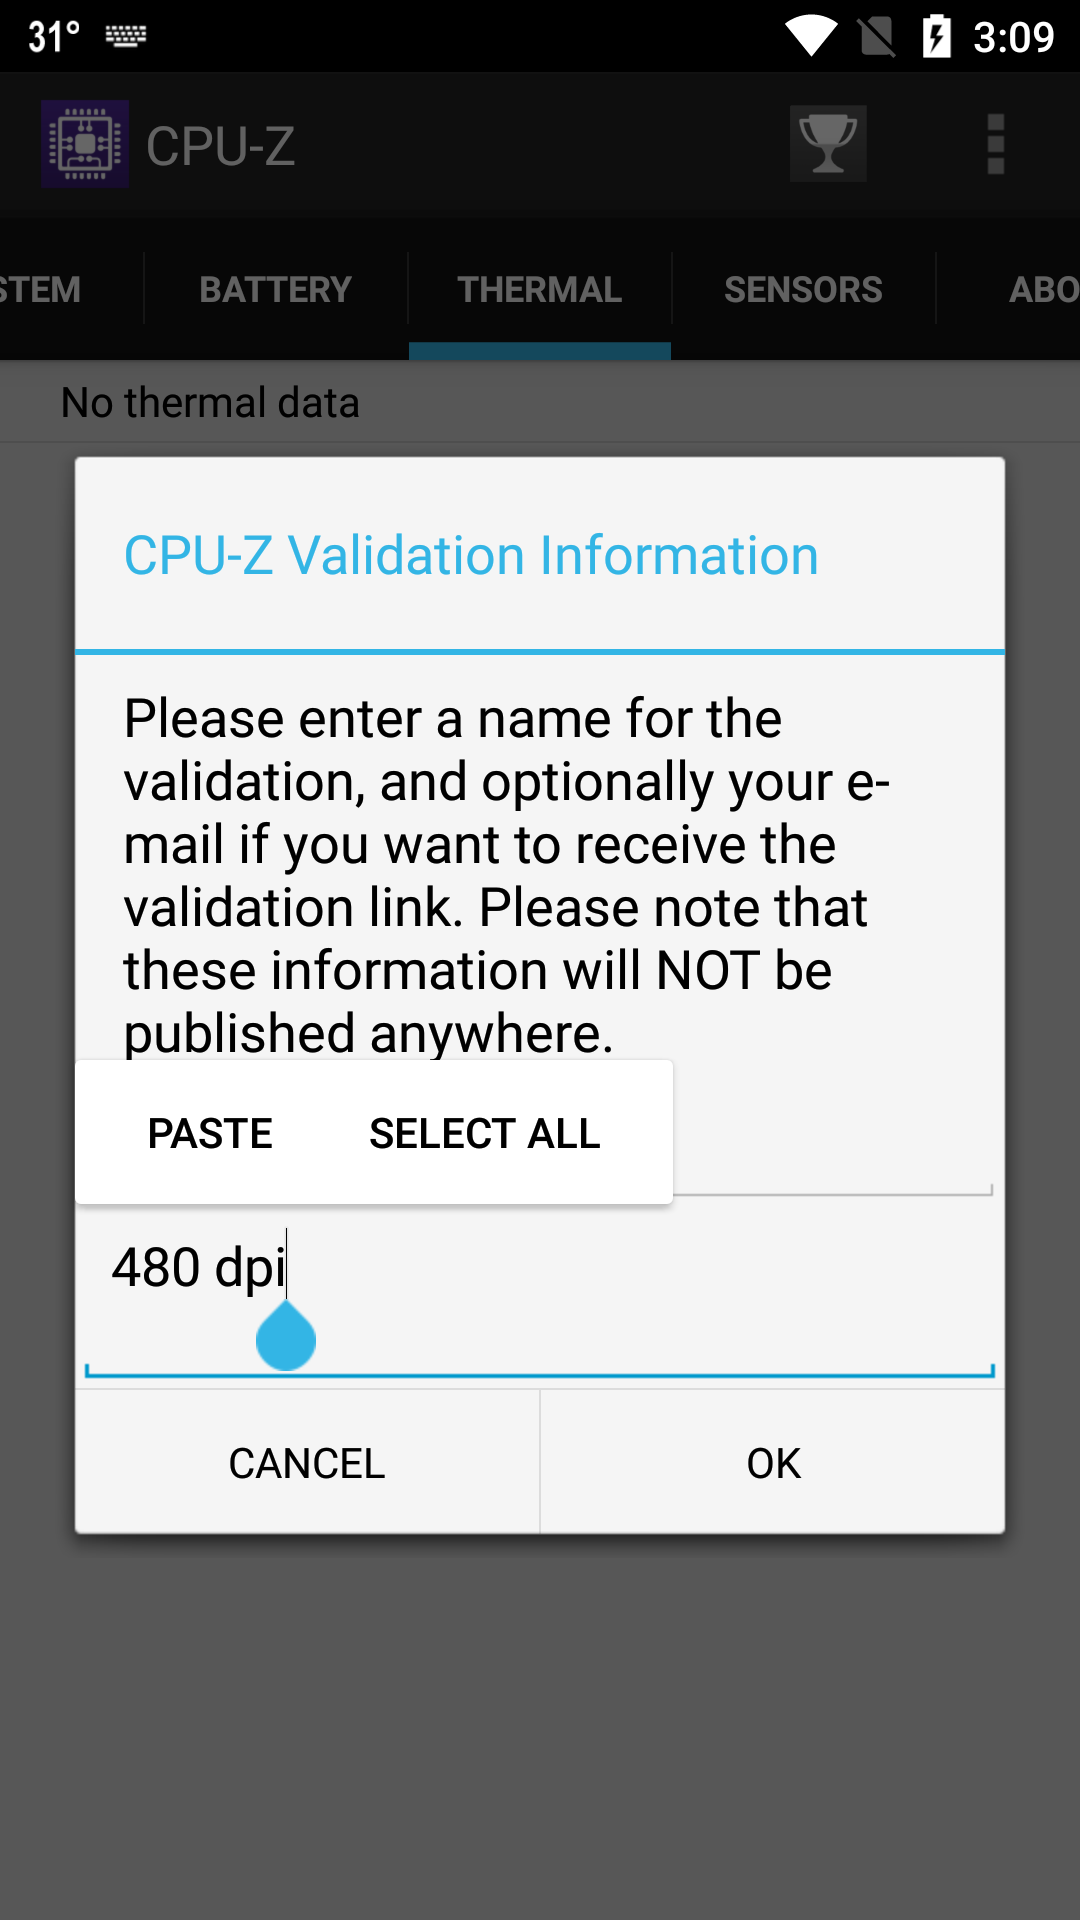 31° 3:09
CPU-Z
STEM BATTERY THERMAL SENSORS ABO
No thermal data
CPU-Z Validation Information
Please enter a name for the
validation, and optionally your e-
mail if you want to receive the
validation link. Please note that
these information will NOT be
published anywhere.
PASTE SELECT ALL
480 dpi
CANCEL OK